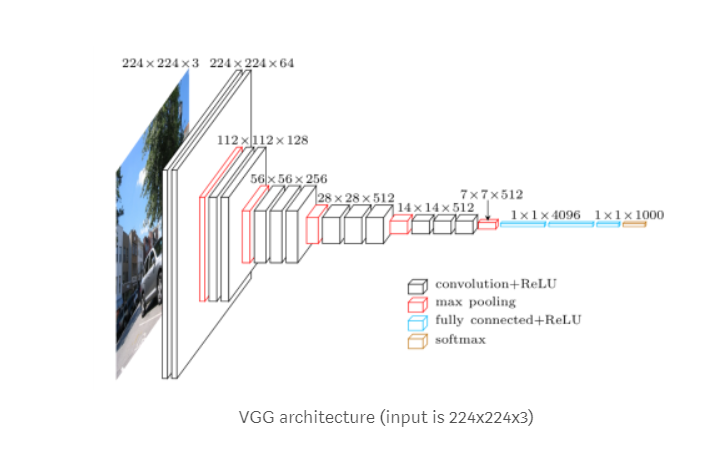 224×224×3
224×224×64
112×112×128
56×56×256
28×28×512
14×14×512
7×7×512
1×1×4096
1×1×1000
convolution+ReLU
max pooling
fully connected+ReLU
softmax
VGG architecture (input is 224x224x3)